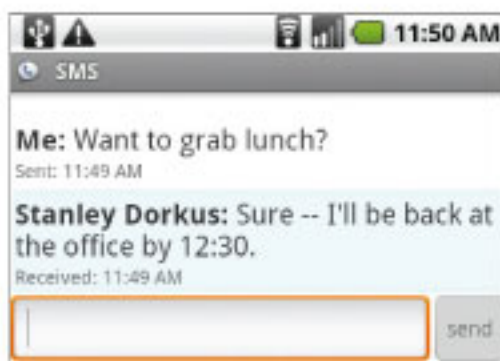 11:50 AM
SMS
Me: Want to grab lunch?
Sent: 11:49 AM
Stanley Dorkus: Sure -- I'll be back at
the office by 12:30.
Received: 11:49 AM
send